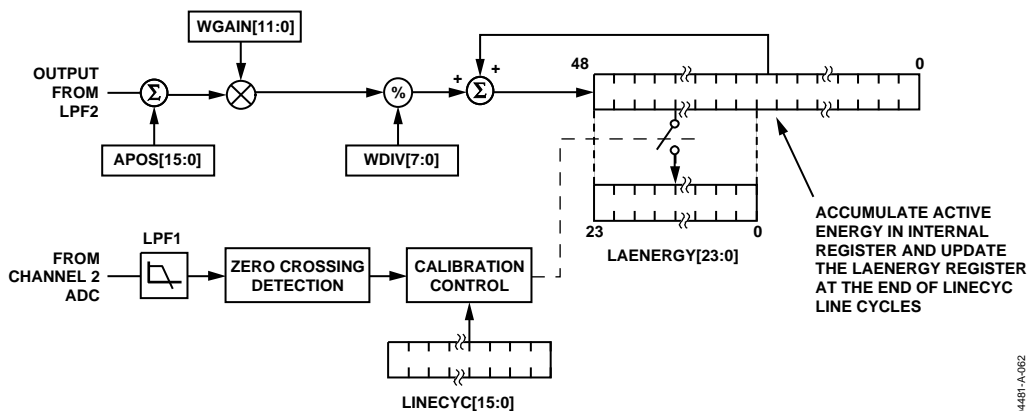 WGAIN[11:0]
OUTPUT
FROM
LPF2
Σ
%
+
+
Σ
48
0
APOS[15:0]
WDIV[7:0]
23
0
LAENERGY[23:0]
ACCUMULATE ACTIVE
ENERGY IN INTERNAL
REGISTER AND UPDATE
THE LAENERGY REGISTER
AT THE END OF LINECYC
LINE CYCLES
FROM
CHANNEL 2
ADC
LPF1
ZERO CROSSING
DETECTION
CALIBRATION
CONTROL
LINECYC[15:0]
4481-A-062